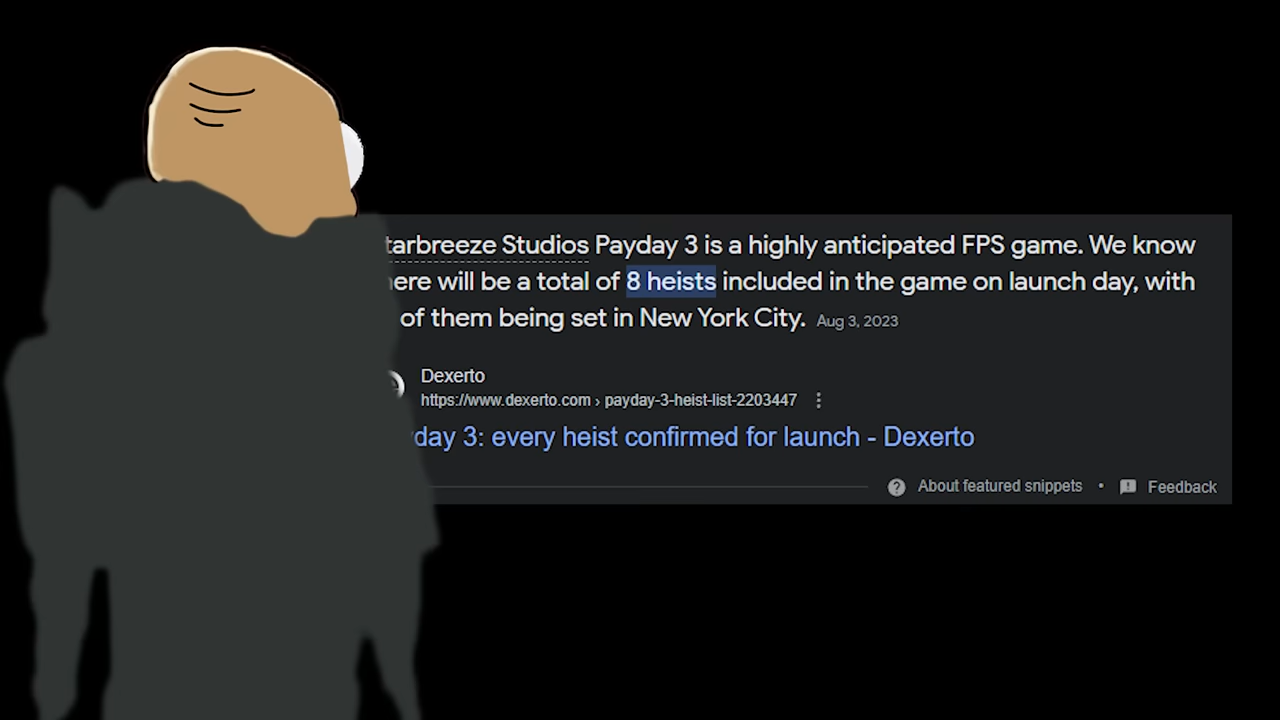 tarbreeze Studios Payday 3 is a highly anticipated FPS game. We know
ere will be a total of 8 heists included in the game on launch day, with
of them being set in New York City. Aug 3, 2023
Dexerto
https://www.dexerto.com › payday-3-heist-list-2203447
day 3: every heist confirmed for launch - Dexerto
About featured snippets • Feedback